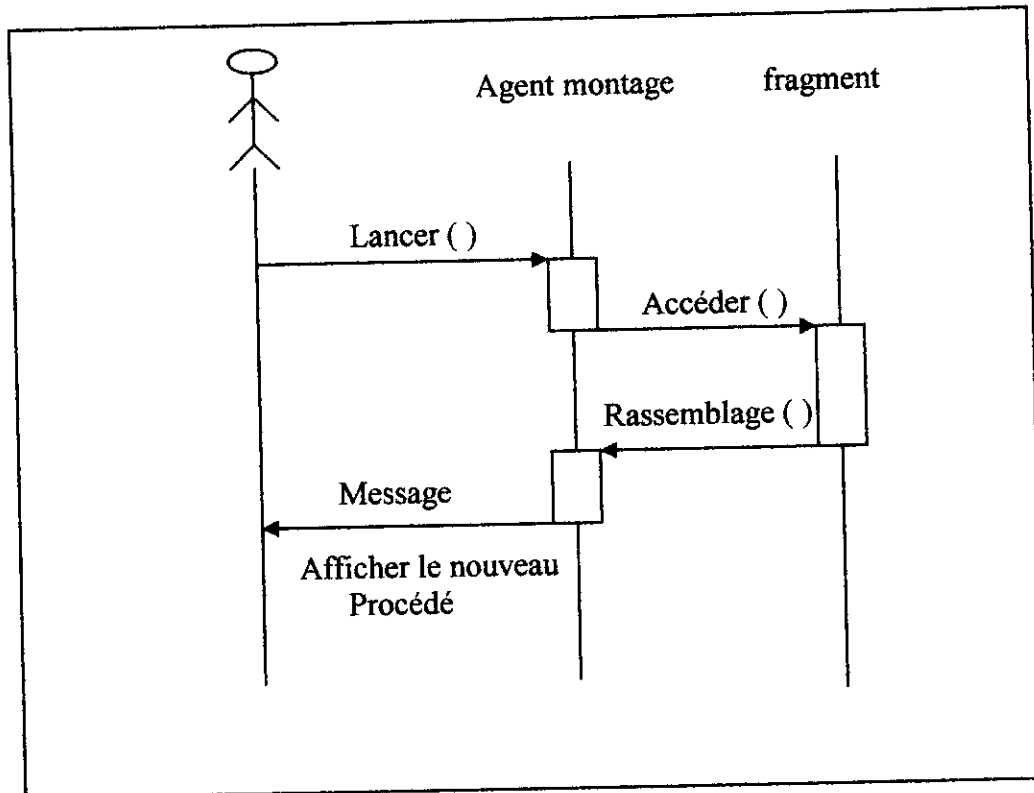 Agent montage
fragment
Lancer ( )
Accéder ( )
Rassemblage ( )
Message
Afficher le nouveau
Procédé